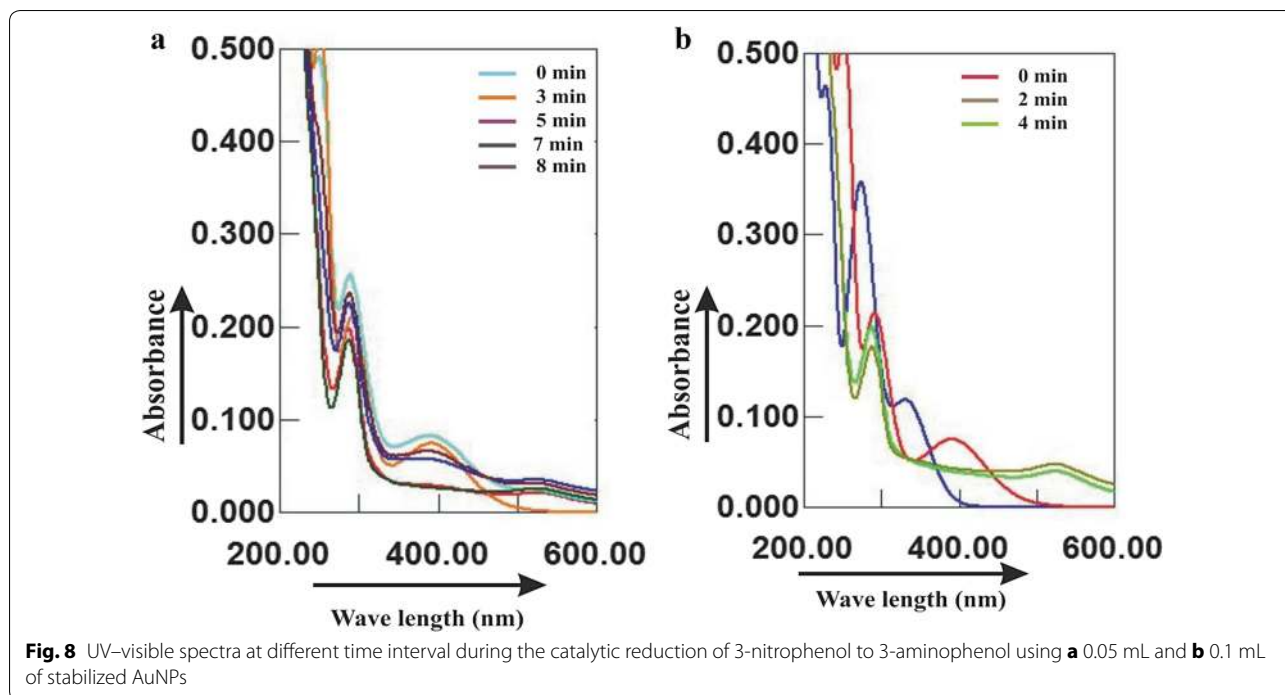 a
0.500
0.400
0.300
0.200
0.100
0.000
Absorbance
200.00 400.00 600.00
Wave length (nm)
0 min
3 min
5 min
7 min
8 min
b
0.500
0.400
0.300
0.200
0.100
0.000
Absorbance
200.00 400.00 600.00
Wave length (nm)
0 min
2 min
4 min
Fig. 8 UV–visible spectra at different time interval during the catalytic reduction of 3-nitrophenol to 3-aminophenol using a 0.05 mL and b 0.1 mL
of stabilized AuNPs